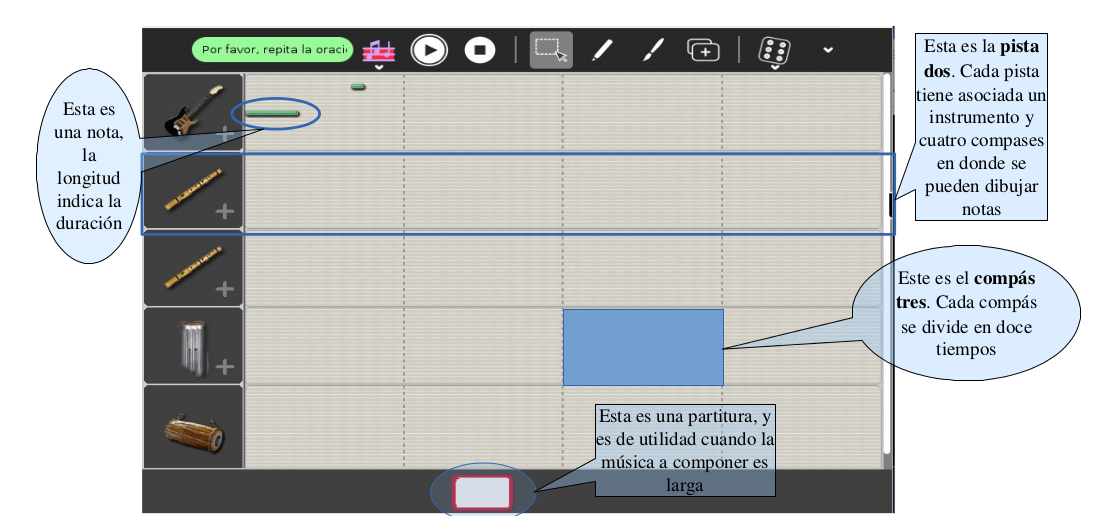 Por favor, repita la oraci
Esta es
una nota,
la
longitud
indica la
duración
Esta es la pista
dos. Cada pista
tiene asociada un
instrumento y
cuatro compases
en donde se
pueden dibujar
notas
Este es el compás
tres. Cada compás
se divide en doce
tiempos
Esta es una partitura, y
es de utilidad cuando la
música a componer es
larga